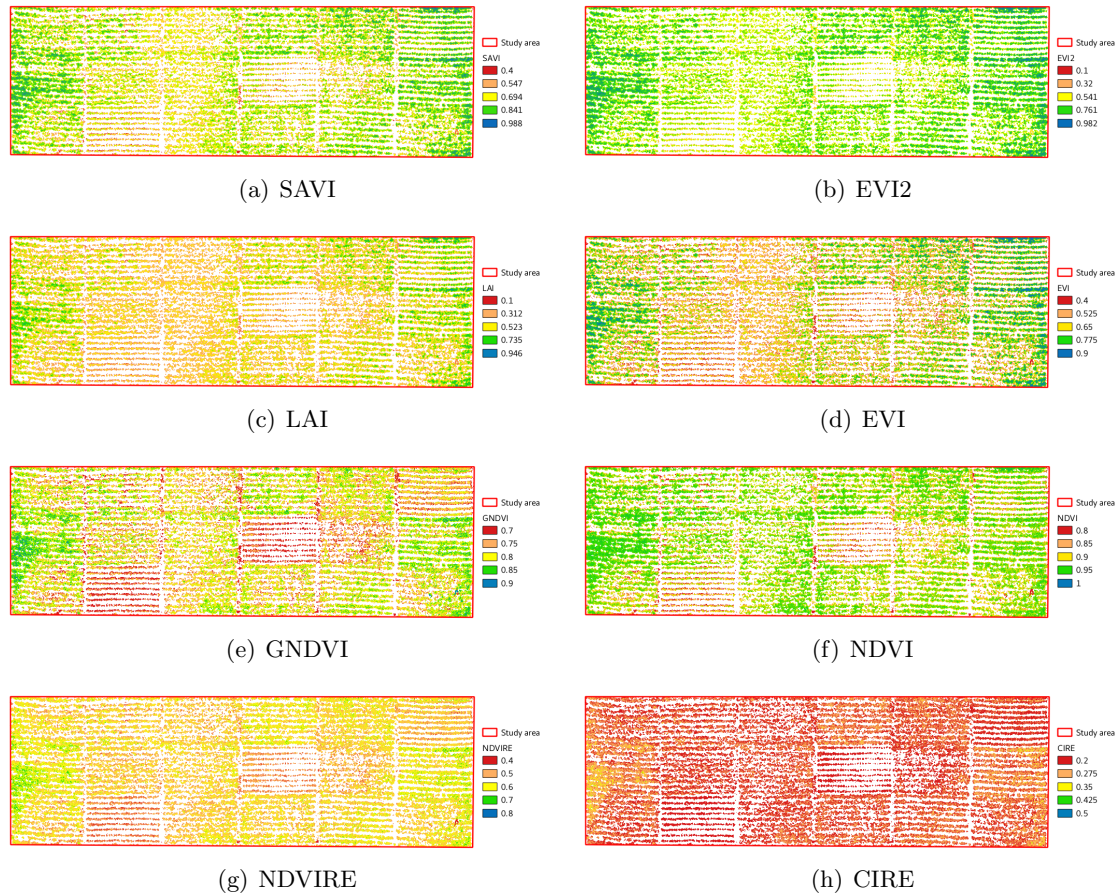 Study area
SAVI
0.4
0.547
0.694
0.841
0.988
(a) SAVI
Study area
EVI2
0.1
0.32
0.541
0.761
0.982
(b) EVI2
Study area
LAI
0.1
0.312
0.523
0.735
0.946
(c) LAI
Study area
EVI
0.4
0.525
0.65
0.775
0.9
(d) EVI
Study area
GNDVI
0.7
0.75
0.8
0.85
0.9
(e) GNDVI
Study area
NDVI
0.8
0.85
0.9
0.95
1
(f) NDVI
Study area
NDVIRE
0.4
0.5
0.6
0.7
0.8
(g) NDVIRE
Study area
CIRE
0.2
0.275
0.35
0.425
0.5
(h) CIRE